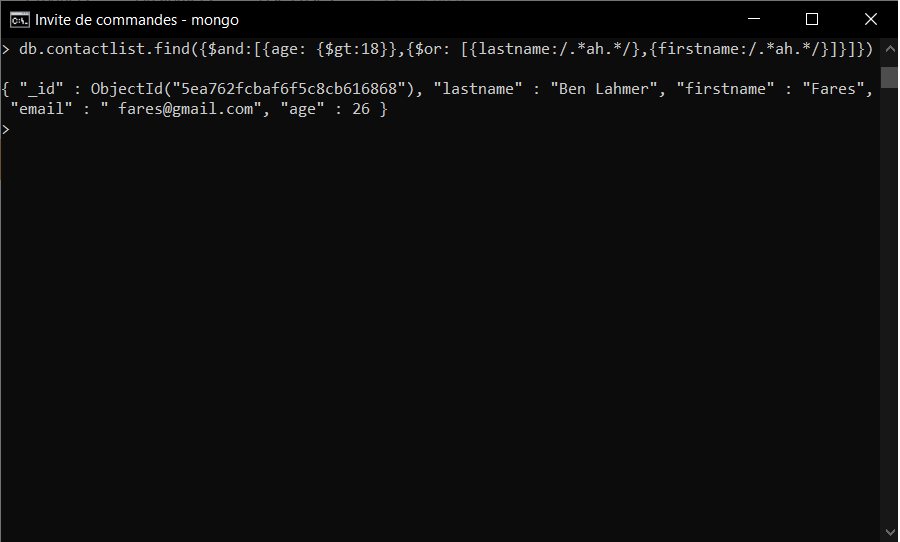 Invite de commandes - mongo
> db.contactlist.find({$and:[{age: {$gt:18}},{$or: [{lastname:/.*ah.*/},{firstname:/.*ah.*/}]}]})
{ "_id" : ObjectId("5ea762fcbaf6f5c8cb616868"), "lastname" : "Ben Lahmer", "firstname" : "Fares",
"email" : " fares@gmail.com", "age" : 26 }
>